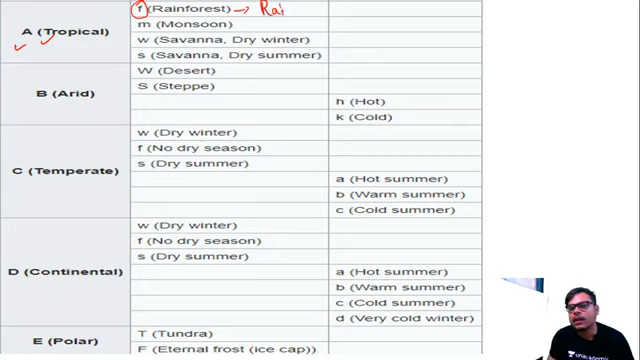 f (Rainforest) → Rai
A (Tropical)
m (Monsoon)
w (Savanna, Dry winter)
s (Savanna, Dry summer)
B (Arid)
W (Desert)
S (Steppe)
h (Hot)
k (Cold)
C (Temperate)
w (Dry winter)
f (No dry season)
s (Dry summer)
a (Hot summer)
b (Warm summer)
c (Cold summer)
D (Continental)
w (Dry winter)
f (No dry season)
s (Dry summer)
a (Hot summer)
b (Warm summer)
c (Cold summer)
d (Very cold winter)
E (Polar)
T (Tundra)
F (Eternal frost (ice cap))
unacademy